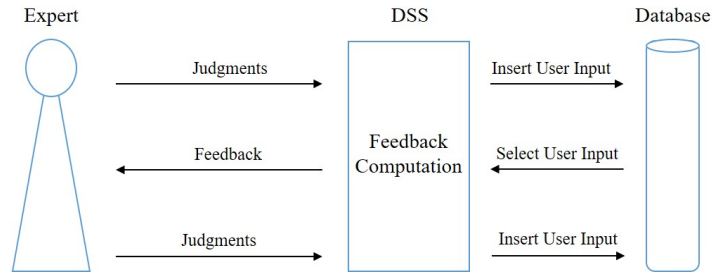 Expert
DSS
Database
Judgments
Insert User Input
Feedback
Computation
Feedback
Select User Input
Judgments
Insert User Input